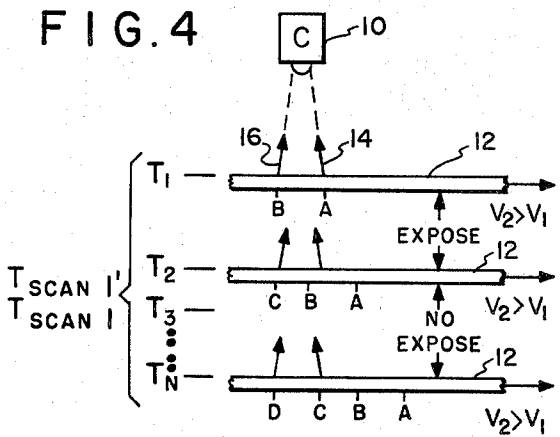 FIG. 4
C 10
16 14 12
T1 B A V2>V1
EXPOSE
T2 12
C B A V2>V1
TSCAN 1'
TSCAN 1
T3 NO EXPOSE
TN 12
D C B A V2>V1